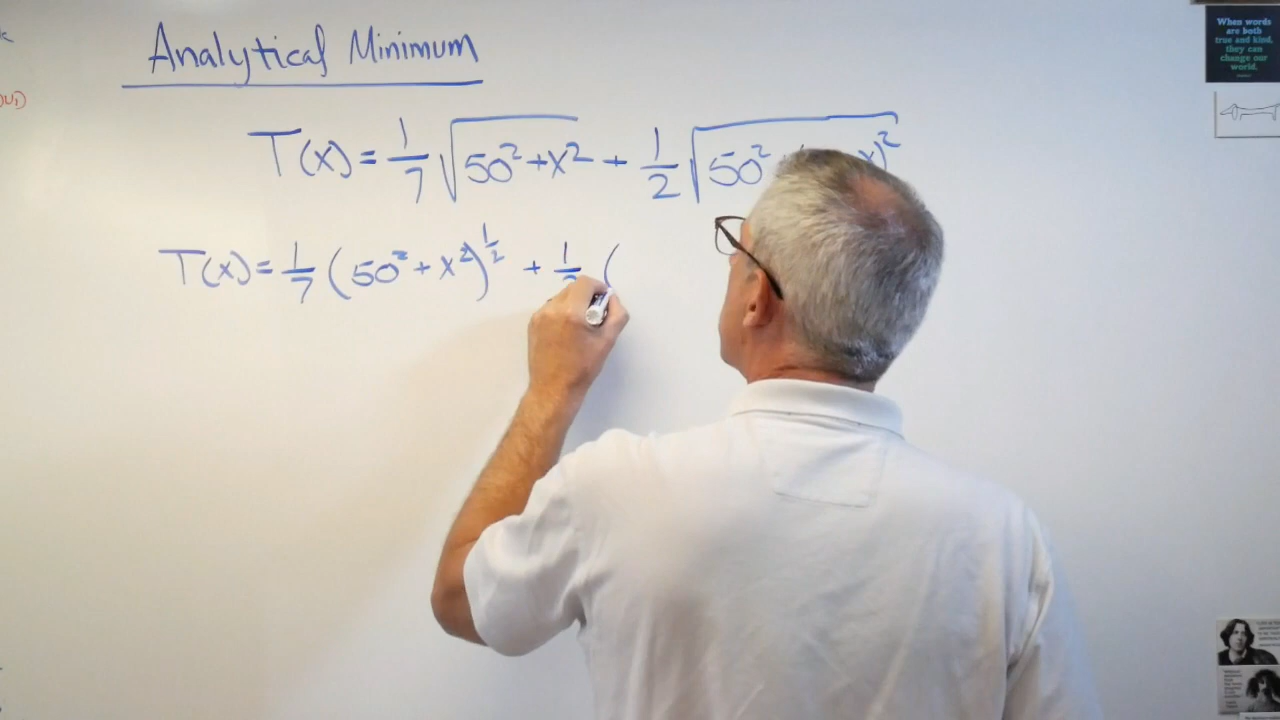 Analytical Minimum
T(x) = 1/7 √(50² + x²) + 1/2 √(50² x)²
T(x) = 1/7 (50² + x²)^(1/2) + 1/2 (
When words
are both
true and kind,
they can
change our
world.